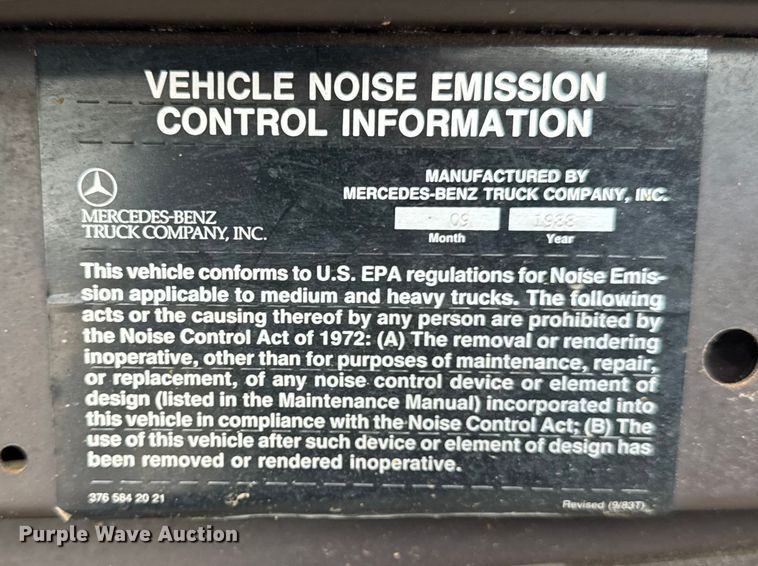 VEHICLE NOISE EMISSION
CONTROL INFORMATION
MERCEDES-BENZ
TRUCK COMPANY, INC.
MANUFACTURED BY
MERCEDES-BENZ TRUCK COMPANY, INC.
09 1988
Month Year
This vehicle conforms to U.S. EPA regulations for Noise Emis-
sion applicable to medium and heavy trucks. The following
acts or the causing thereof by any person are prohibited by
the Noise Control Act of 1972: (A) The removal or rendering
inoperative, other than for purposes of maintenance, repair,
or replacement, of any noise control device or element of
design (listed in the Maintenance Manual) incorporated into
this vehicle in compliance with the Noise Control Act; (B) The
use of this vehicle after such device or element of design has
been removed or rendered inoperative.
376 584 20 21 Revised (9/83T)
Purple Wave Auction